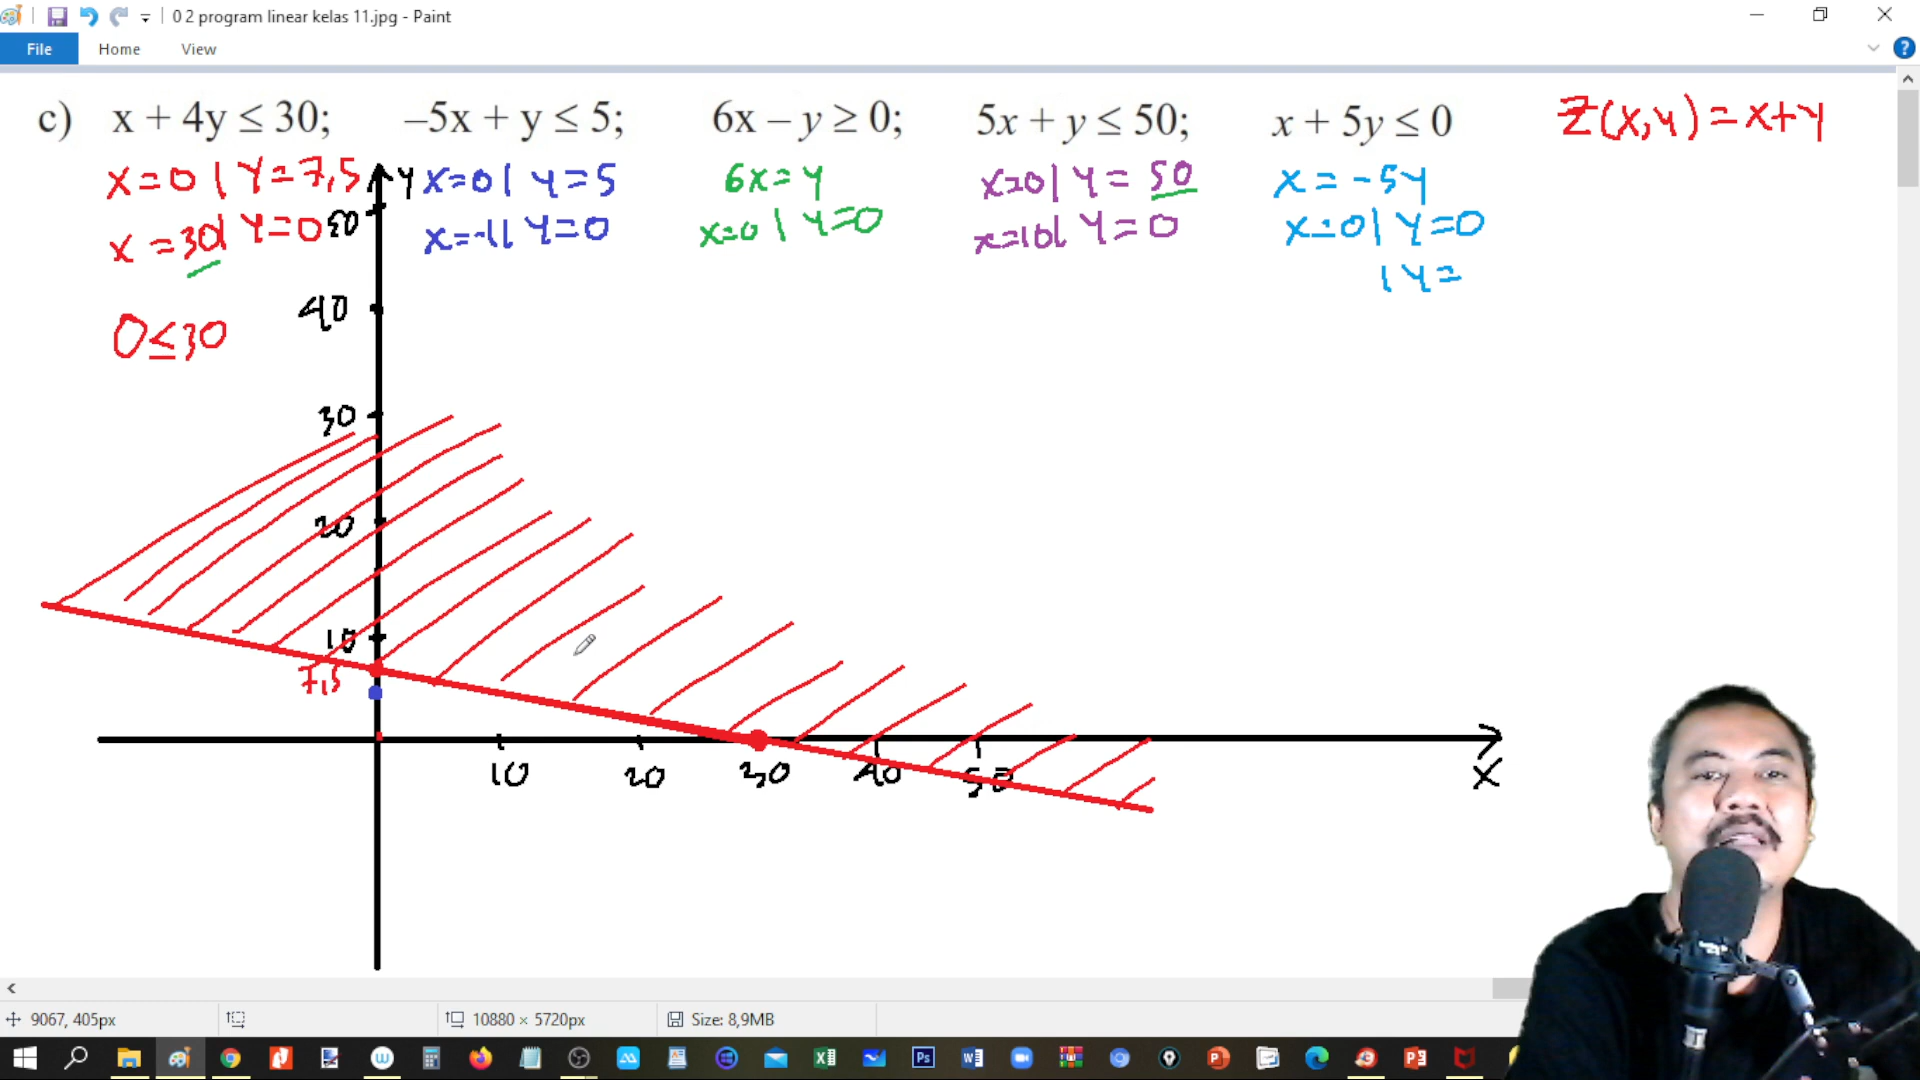 0 2 program linear kelas 11.jpg - Paint
File Home View
c) x + 4y ≤ 30; –5x + y ≤ 5; 6x – y ≥ 0; 5x + y ≤ 50; x + 5y ≤ 0 Z(x,y)=x+y
x=0 | y=7,5 y x=0 | y=5 6x=y x=0 | y=50 x=-5y
x=30 | y=0 50 x=-1 | y=0 x=0 | y=0 x=10 | y=0 x=0 | y=0
| y=
40
0≤30
30
20
10
7,5
10 20 30 40 50 X
9067, 405px 10880 × 5720px Size: 8,9MB